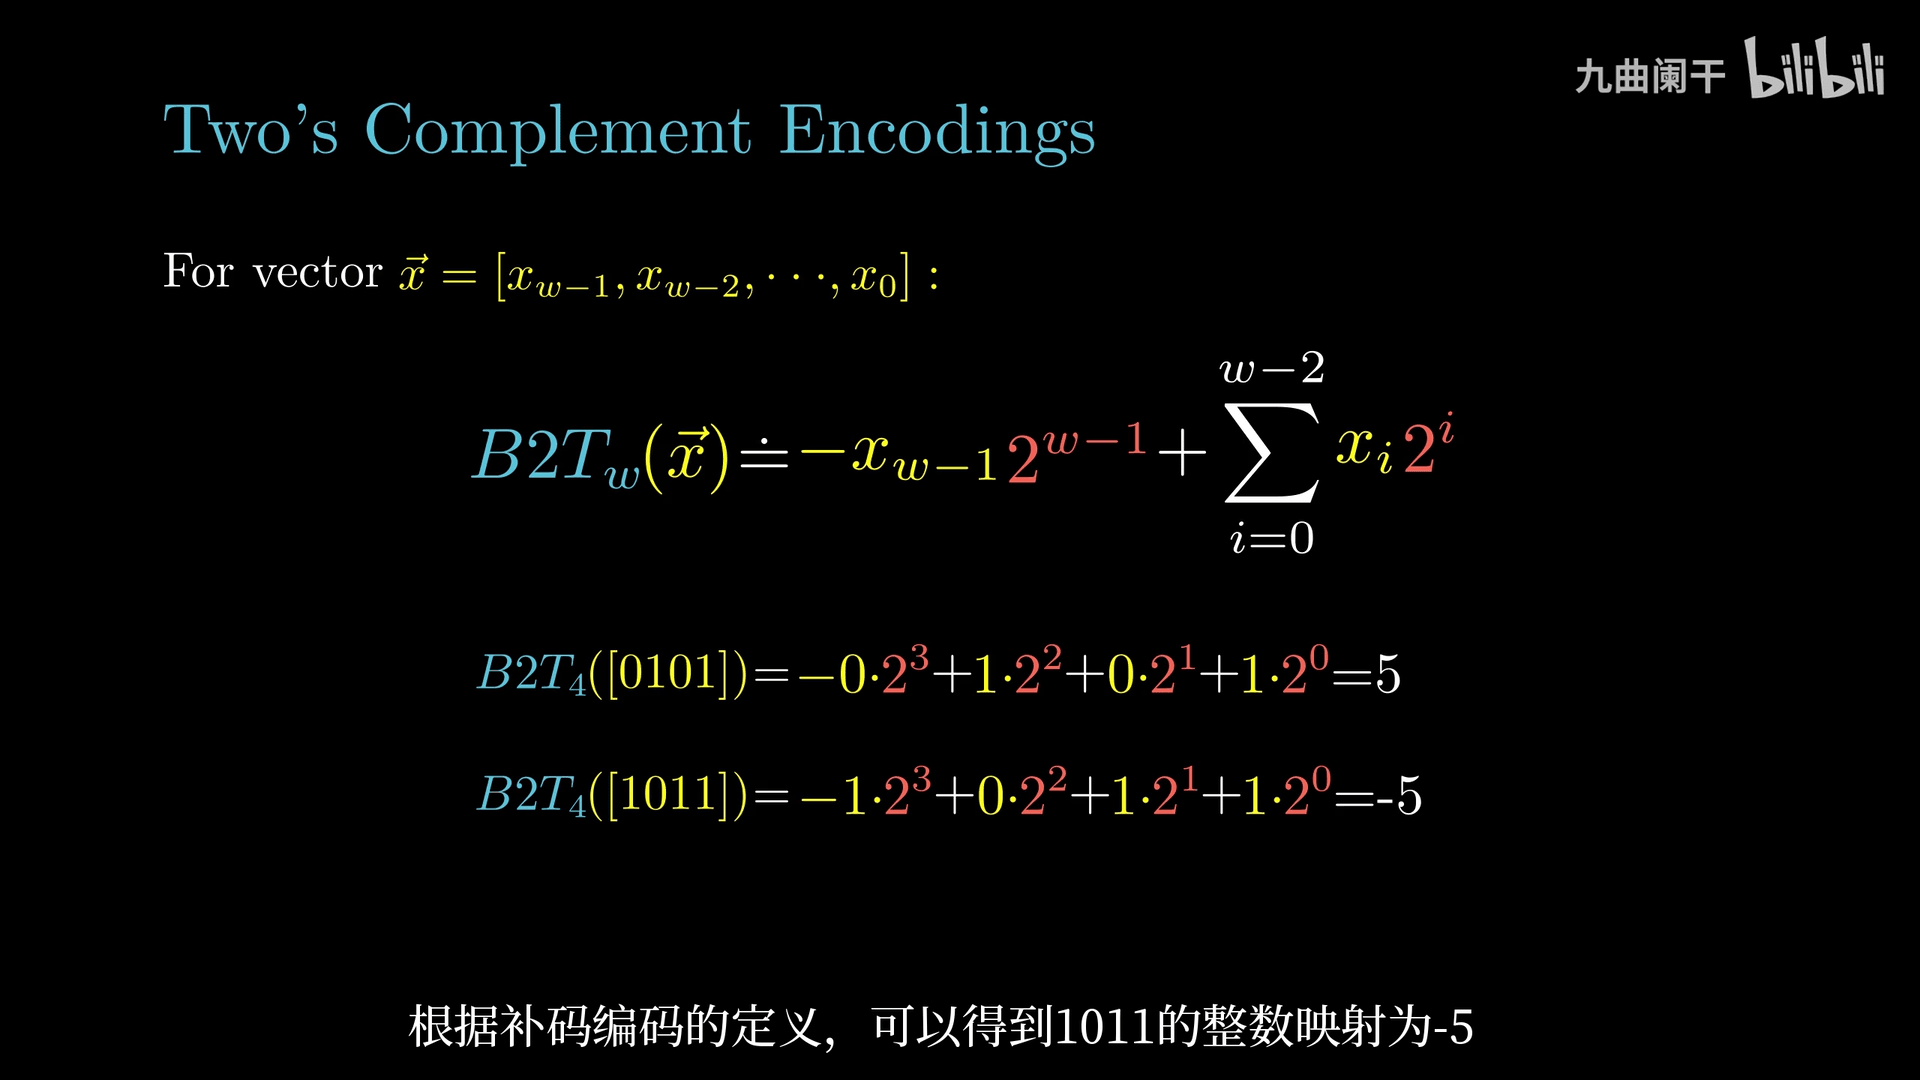 九曲阑干 bilibili
Two's Complement Encodings
For vector $\vec{x} = [x_{w-1}, x_{w-2}, \cdots, x_0]:$
$B2T_w(\vec{x}) \doteq -x_{w-1}2^{w-1} + \sum_{i=0}^{w-2} x_i 2^i$
$B2T_4([0101]) = -0 \cdot 2^3 + 1 \cdot 2^2 + 0 \cdot 2^1 + 1 \cdot 2^0 = 5$
$B2T_4([1011]) = -1 \cdot 2^3 + 0 \cdot 2^2 + 1 \cdot 2^1 + 1 \cdot 2^0 = -5$
根据补码编码的定义，可以得到1011的整数映射为-5